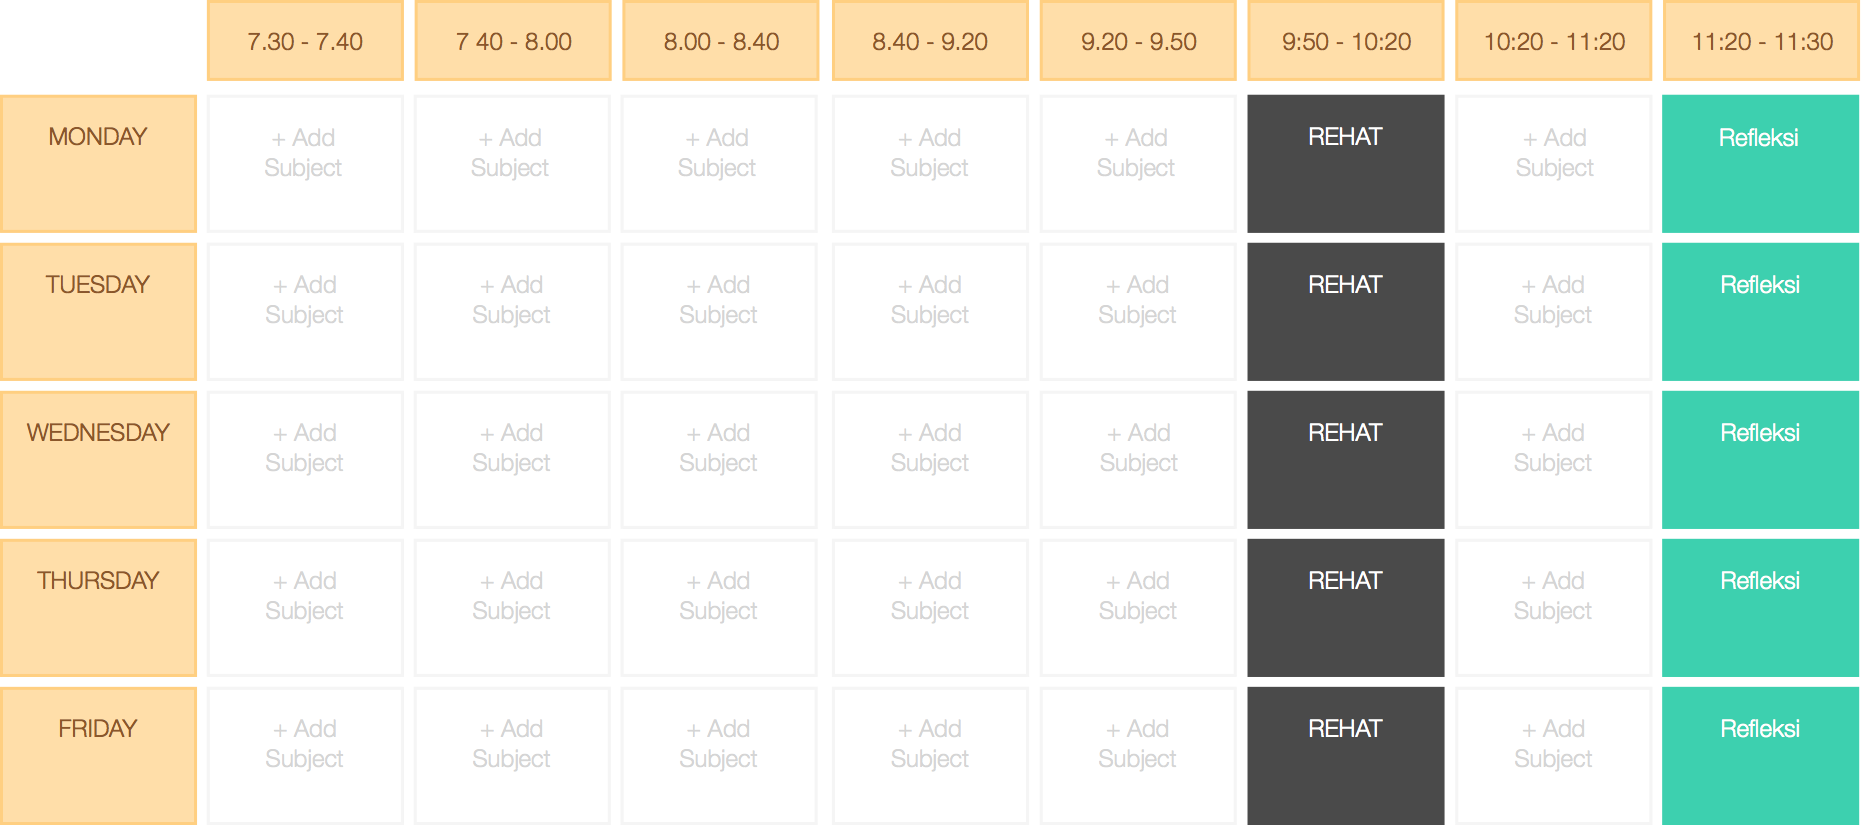 7.30 - 7.40 7 40 - 8.00 8.00 - 8.40 8.40 - 9.20 9.20 - 9.50 9:50 - 10:20 10:20 - 11:20 11:20 - 11:30
MONDAY + Add + Add + Add + Add + Add REHAT + Add Refleksi
Subject Subject Subject Subject Subject Subject
TUESDAY + Add + Add + Add + Add + Add REHAT + Add Refleksi
Subject Subject Subject Subject Subject Subject
WEDNESDAY + Add + Add + Add + Add + Add REHAT + Add Refleksi
Subject Subject Subject Subject Subject Subject
THURSDAY + Add + Add + Add + Add + Add REHAT + Add Refleksi
Subject Subject Subject Subject Subject Subject
FRIDAY + Add + Add + Add + Add + Add REHAT + Add Refleksi
Subject Subject Subject Subject Subject Subject